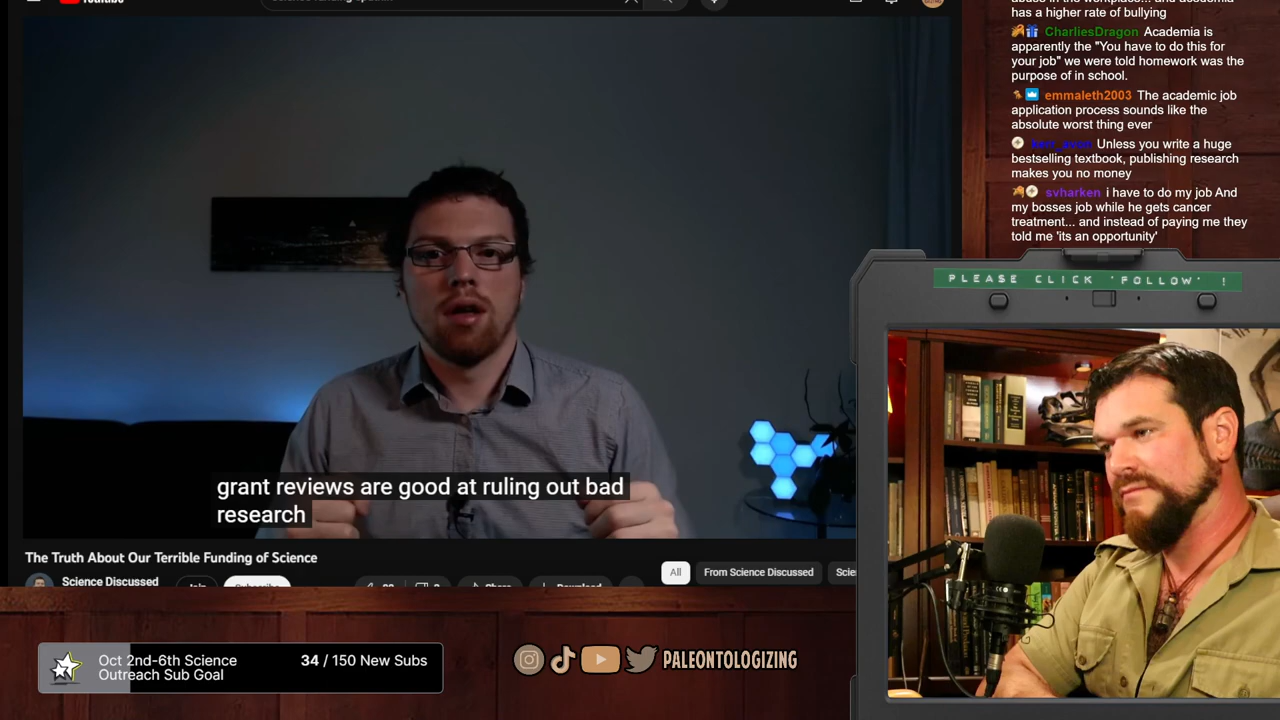 has a higher rate of bullying
CharliesDragon Academia is
apparently the "You have to do this for
your job" we were told homework was the
purpose of in school.
emmaleth2003 The academic job
application process sounds like the
absolute worst thing ever
Unless you write a huge
bestselling textbook, publishing research
makes you no money
svharken i have to do my job And
my bosses job while he gets cancer
treatment... and instead of paying me they
told me 'its an opportunity'
PLEASE CLICK 'FOLLOW' !
grant reviews are good at ruling out bad
research
The Truth About Our Terrible Funding of Science
Science Discussed
Join
Subscribe
Share
Download
All
From Science Discussed
Oct 2nd-6th Science
Outreach Sub Goal
34 / 150 New Subs
PALEONTOLOGIZING